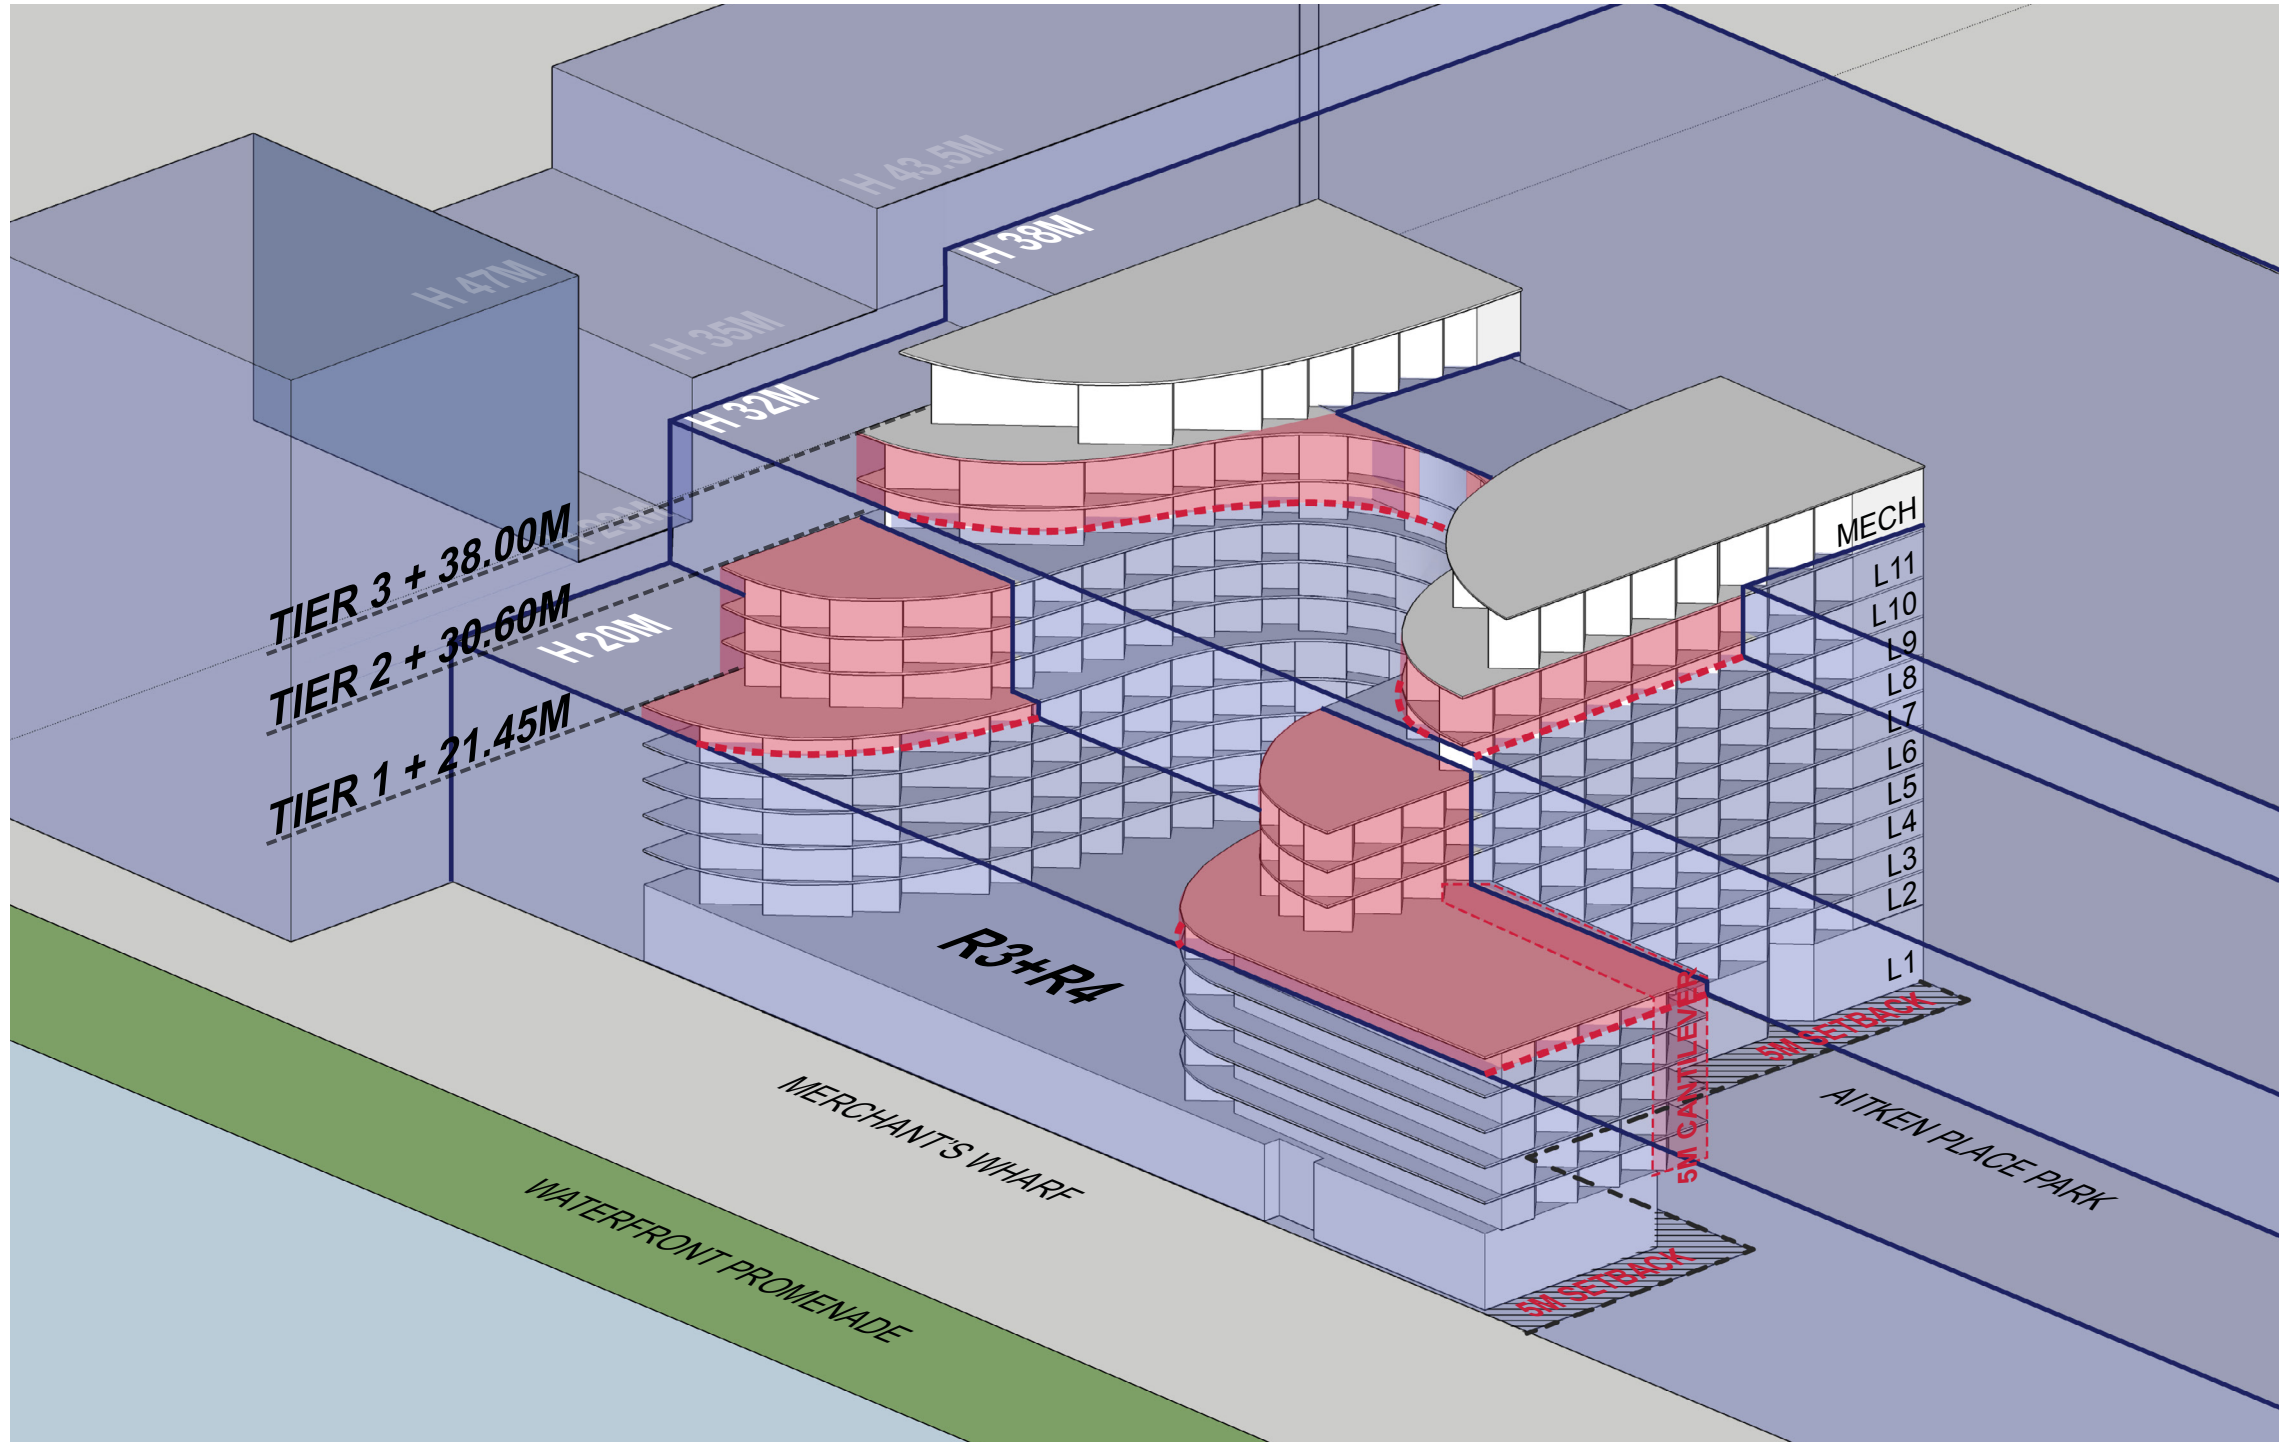 H 43.5M
H 38M
H 47M
H 35M
H 32M
TIER 3 + 38.00M
TIER 2 + 30.60M
H 20M
TIER 1 + 21.45M
MECH
L11
L10
L9
L8
L7
L6
L5
L4
L3
L2
L1
R3+R4
5M SETBACK
5M CANTILEVER
AITKEN PLACE PARK
MERCHANT'S WHARF
WATERFRONT PROMENADE
5M SETBACK